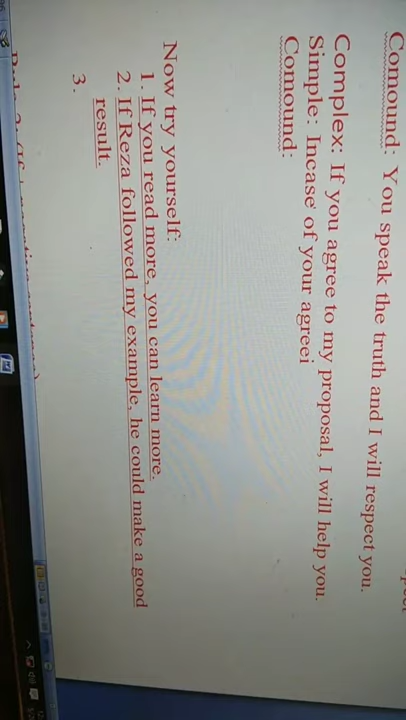 Comound: You speak the truth and I will respect you.
Complex: If you agree to my proposal, I will help you.
Simple: Incase of your agreei
Comound:
Now try yourself:
1. If you read more, you can learn more.
2. If Reza followed my example, he could make a good
result.
3.